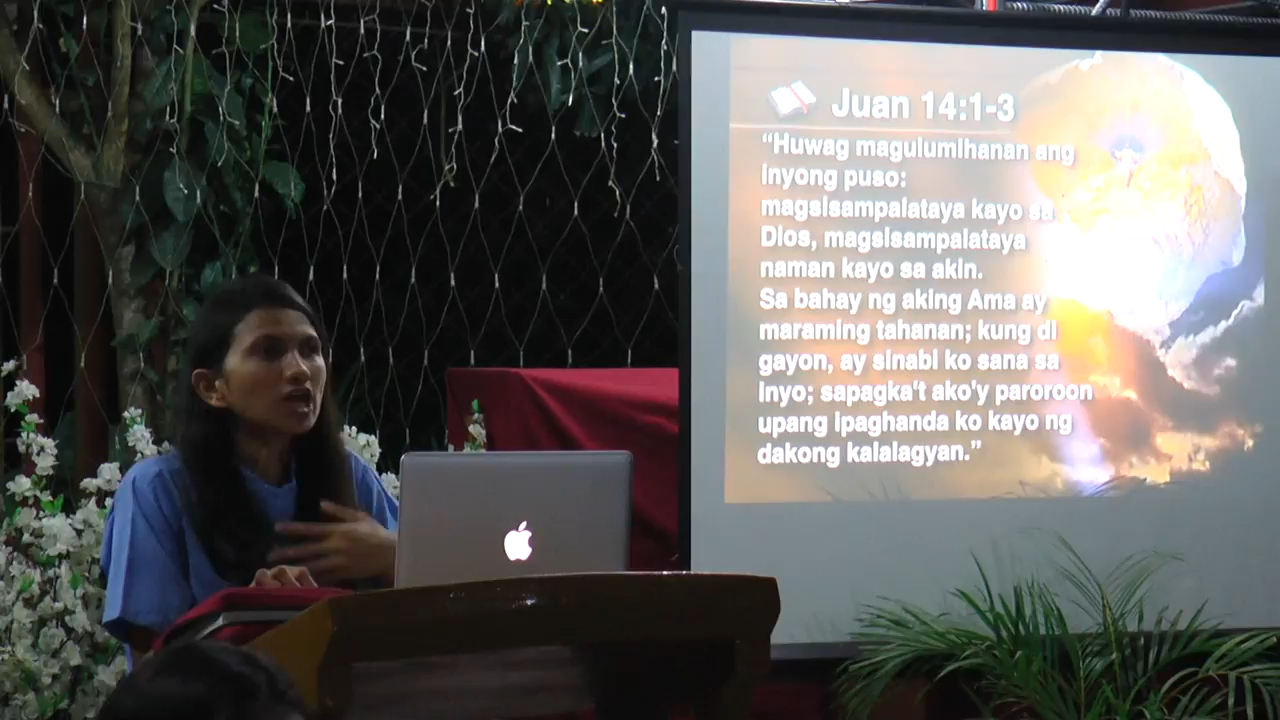 Juan 14:1-3
“Huwag magulumihanan ang
inyong puso:
magsisampalataya kayo sa
Dios, magsisampalataya
naman kayo sa akin.
Sa bahay ng aking Ama ay
maraming tahanan; kung di
gayon, ay sinabi ko sana sa
inyo; sapagka't ako'y paroroon
upang ipaghanda ko kayo ng
dakong kalalagyan.”